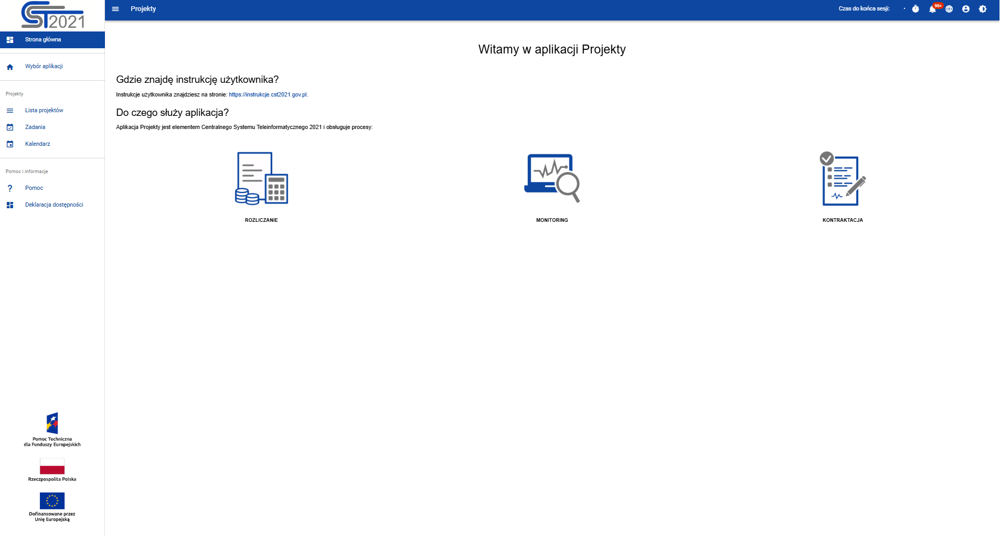 CST2021
Projekty
Czas do końca sesji:
99+
Strona główna
Wybór aplikacji
Projekty
Lista projektów
Zadania
Kalendarz
Pomoc i informacje
Pomoc
Deklaracja dostępności
Witamy w aplikacji Projekty
Gdzie znajdę instrukcję użytkownika?
Instrukcje użytkownika znajdziesz na stronie: https://instrukcje.cst2021.gov.pl.
Do czego służy aplikacja?
Aplikacja Projekty jest elementem Centralnego Systemu Teleinformatycznego 2021 i obsługuje procesy:
ROZLICZANIE
MONITORING
KONTRAKTACJA
Pomoc Techniczna
dla Funduszy Europejskich
Rzeczpospolita Polska
Dofinansowane przez
Unię Europejską